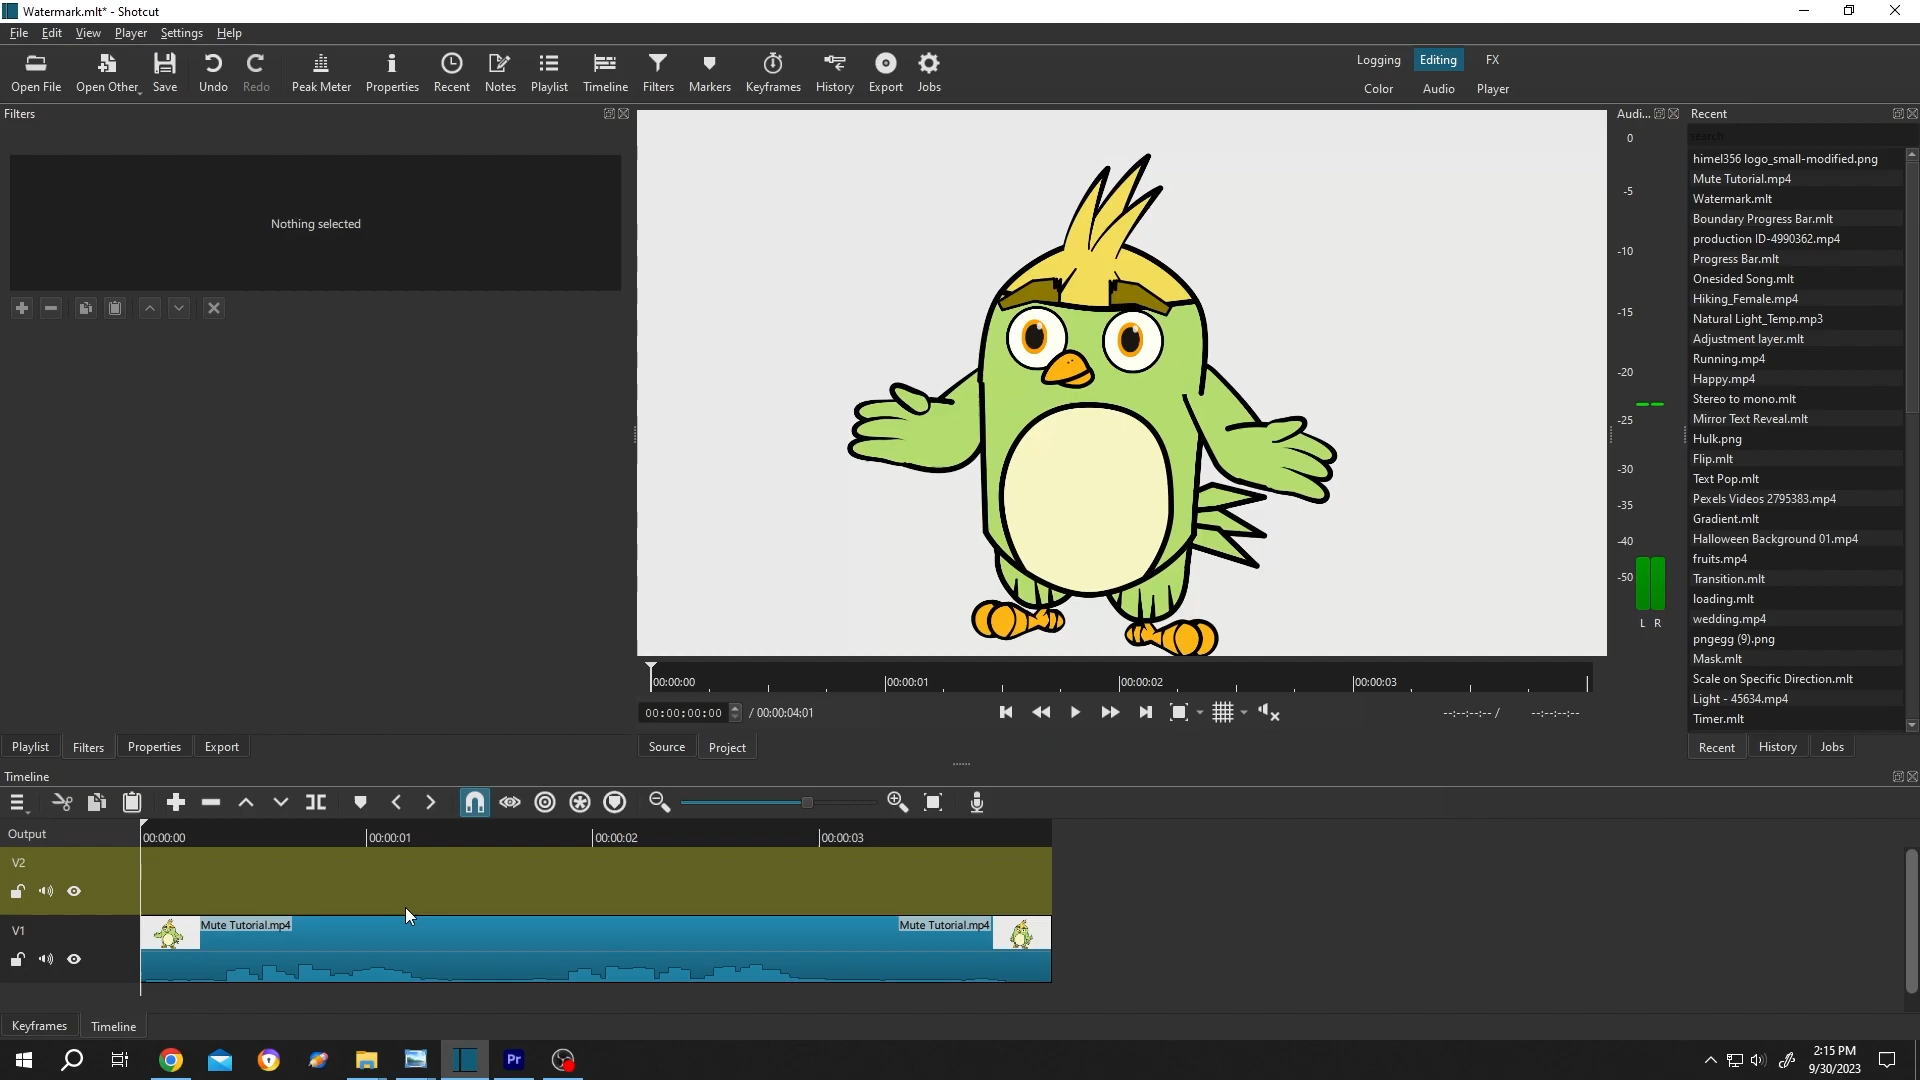 Watermark.mlt* - Shotcut
File Edit View Player Settings Help
Open File Open Other Save Undo Redo Peak Meter Properties Recent Notes Playlist Timeline Filters Markers Keyframes History Export Jobs
Logging Editing FX
Color Audio Player
Filters
Nothing selected
Audi...
0
-5
-10
-15
-20
-25
-30
-35
-40
-50
L R
Recent
search
himel356 logo_small-modified.png
Mute Tutorial.mp4
Watermark.mlt
Boundary Progress Bar.mlt
production ID-4990362.mp4
Progress Bar.mlt
Onesided Song.mlt
Hiking_Female.mp4
Natural Light_Temp.mp3
Adjustment layer.mlt
Running.mp4
Happy.mp4
Stereo to mono.mlt
Mirror Text Reveal.mlt
Hulk.png
Flip.mlt
Text Pop.mlt
Pexels Videos 2795383.mp4
Gradient.mlt
Halloween Background 01.mp4
fruits.mp4
Transition.mlt
loading.mlt
wedding.mp4
pngegg (9).png
Mask.mlt
Scale on Specific Direction.mlt
Light - 45634.mp4
Timer.mlt
00:00:00 00:00:01 00:00:02 00:00:03
00:00:00:00 / 00:00:04;01
--:--:--:-- / --:--:--:--
Playlist Filters Properties Export
Source Project
Recent History Jobs
Timeline
Output
00:00:00 00:00:01 00:00:02 00:00:03
V2
V1
Mute Tutorial.mp4 Mute Tutorial.mp4
Keyframes Timeline
Pr
2:15 PM
9/30/2023